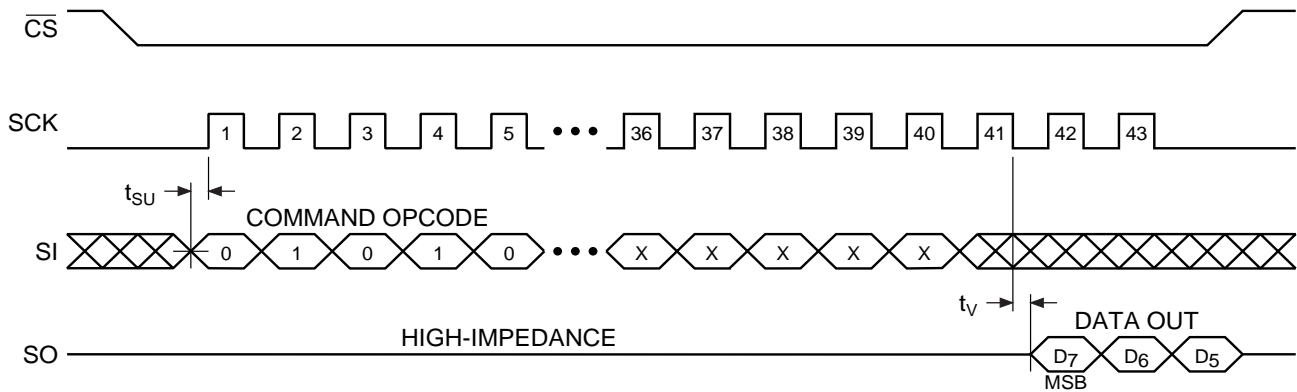 CS
SCK 1 2 3 4 5 ••• 36 37 38 39 40 41 42 43
tSU
COMMAND OPCODE
SI 0 1 0 1 0 ••• X X X X X
tV
HIGH-IMPEDANCE
DATA OUT
SO D7 D6 D5
MSB